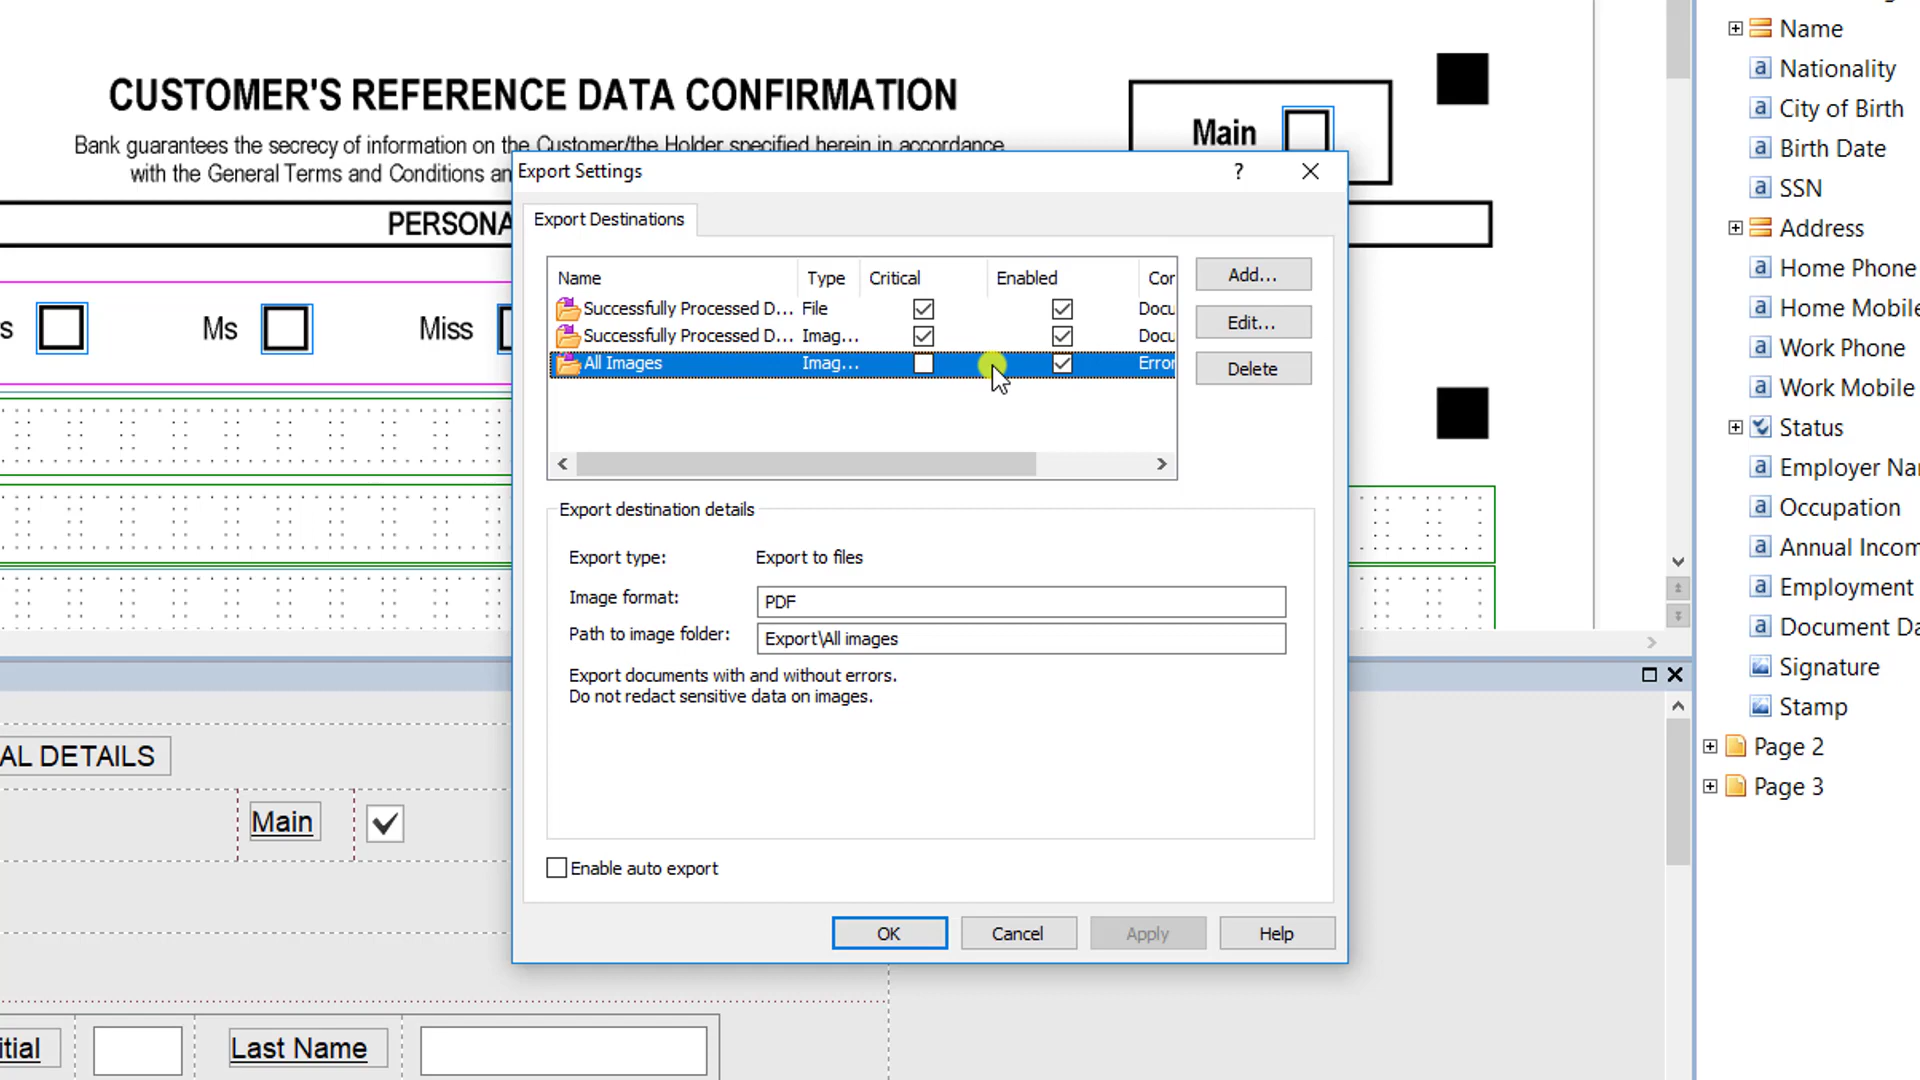 CUSTOMER'S REFERENCE DATA CONFIRMATION
Main
Bank guarantees the secrecy of information on the Customer/the Holder specified herein in accordance
with the General Terms and Conditions an
PERSONA
s
Ms
Miss
Export Settings
?
Export Destinations
Name Type Critical Enabled Cor
Successfully Processed D... File Docu
Successfully Processed D... Imag... Docu
All Images Imag... Error
Add...
Edit...
Delete
Export destination details
Export type: Export to files
Image format: PDF
Path to image folder: Export\All images
Export documents with and without errors.
Do not redact sensitive data on images.
Enable auto export
OK Cancel Apply Help
AL DETAILS
Main
itial
Last Name
Name
Nationality
City of Birth
Birth Date
SSN
Address
Home Phone
Home Mobile
Work Phone
Work Mobile
Status
Employer Na
Occupation
Annual Incom
Employment
Document Da
Signature
Stamp
Page 2
Page 3